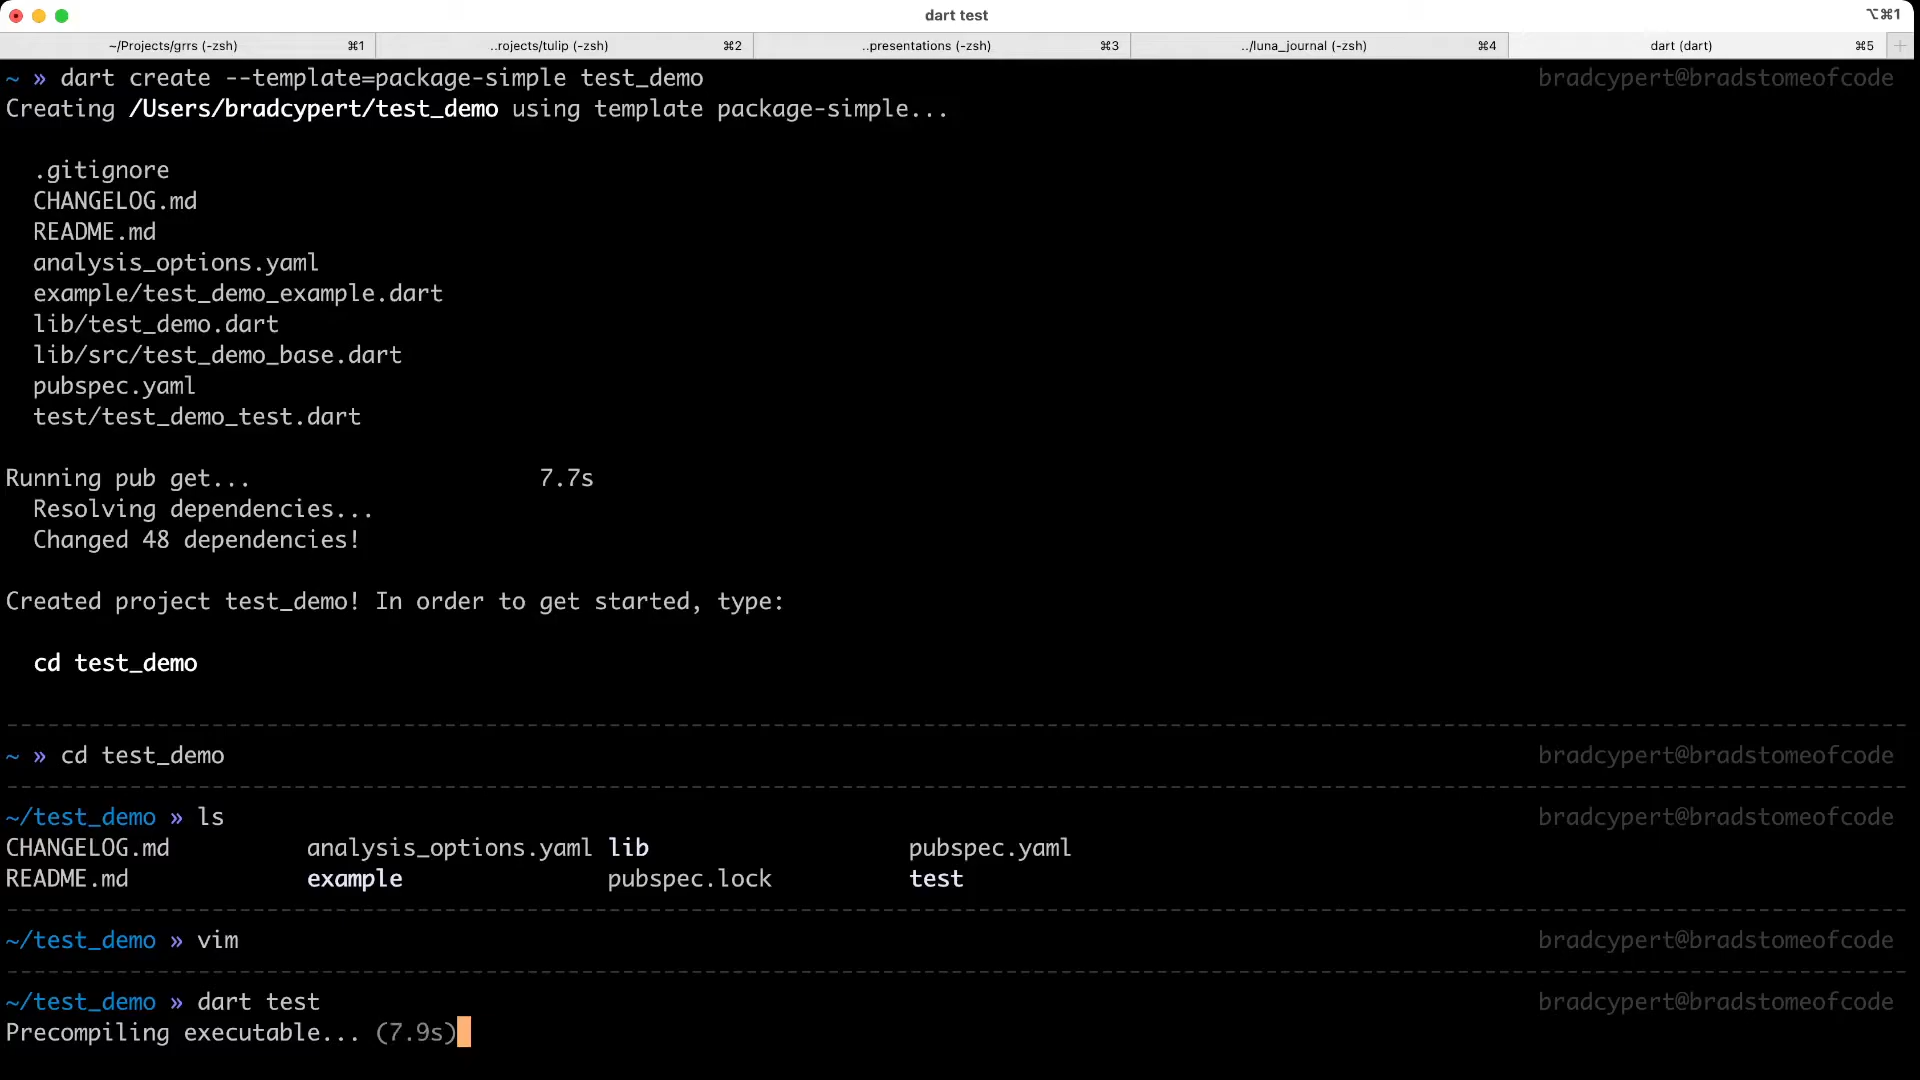 dart test
⌥⌘1
~/Projects/grrs (-zsh) ⌘1 ..rojects/tulip (-zsh) ⌘2 ..presentations (-zsh) ⌘3 ../luna_journal (-zsh) ⌘4 dart (dart) ⌘5 +
~ » dart create --template=package-simple test_demo bradcypert@bradstomeofcode
Creating /Users/bradcypert/test_demo using template package-simple...
.gitignore
CHANGELOG.md
README.md
analysis_options.yaml
example/test_demo_example.dart
lib/test_demo.dart
lib/src/test_demo_base.dart
pubspec.yaml
test/test_demo_test.dart
Running pub get... 7.7s
Resolving dependencies...
Changed 48 dependencies!
Created project test_demo! In order to get started, type:
cd test_demo
~ » cd test_demo bradcypert@bradstomeofcode
~/test_demo » ls bradcypert@bradstomeofcode
CHANGELOG.md analysis_options.yaml lib pubspec.yaml
README.md example pubspec.lock test
~/test_demo » vim bradcypert@bradstomeofcode
~/test_demo » dart test bradcypert@bradstomeofcode
Precompiling executable... (7.9s)